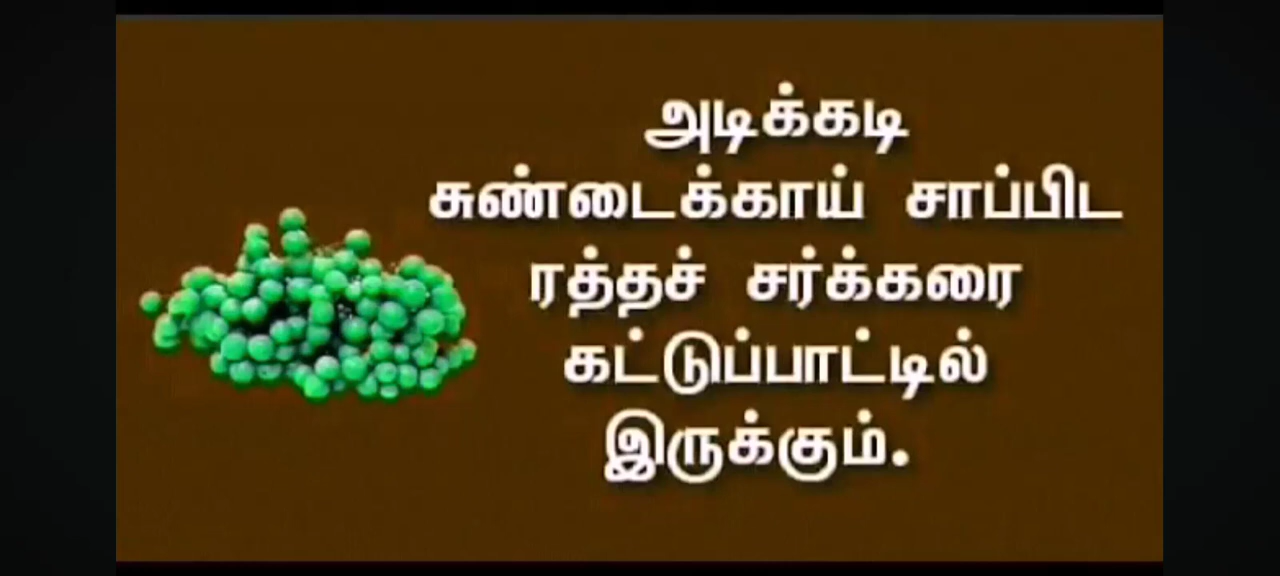 அடிக்கடி
சுண்டைக்காய் சாப்பிட
ரத்தச் சர்க்கரை
கட்டுப்பாட்டில்
இருக்கும்.